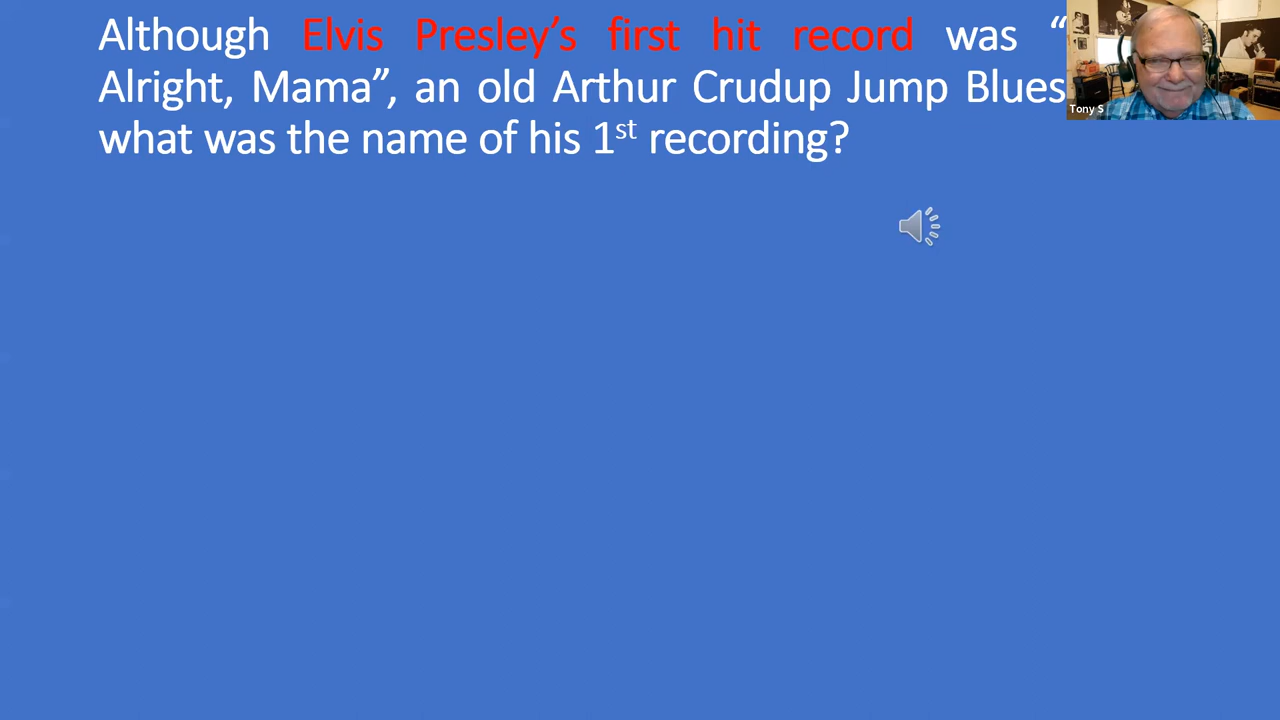 Although Elvis Presley’s first hit record was “
Alright, Mama”, an old Arthur Crudup Jump Blues
what was the name of his 1st recording?
Tony S